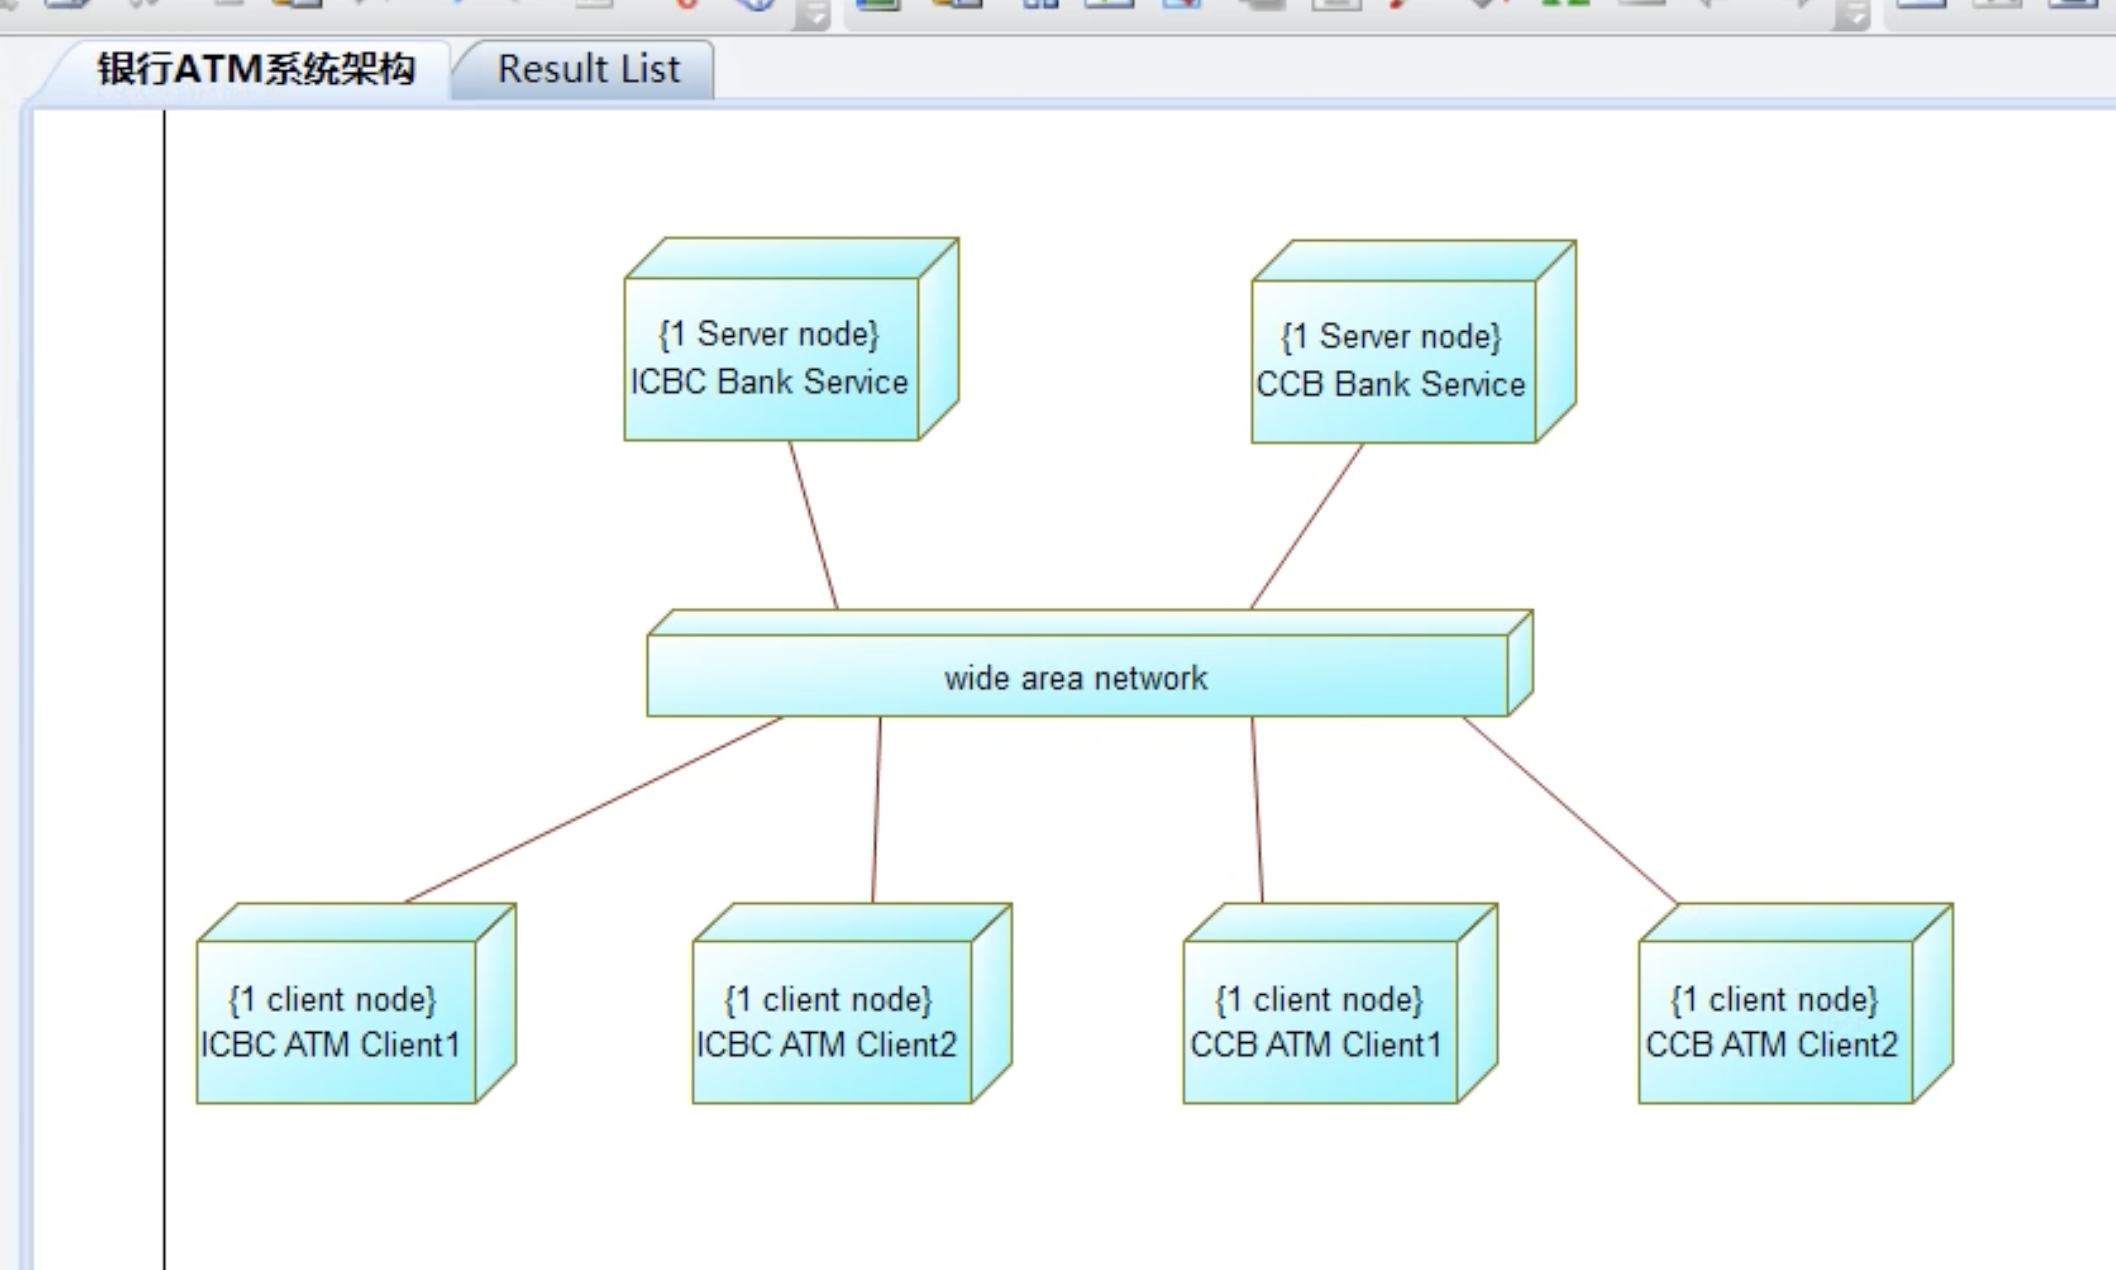 银行ATM系统架构
Result List
{1 Server node}
ICBC Bank Service
{1 Server node}
CCB Bank Service
wide area network
{1 client node}
ICBC ATM Client1
{1 client node}
ICBC ATM Client2
{1 client node}
CCB ATM Client1
{1 client node}
CCB ATM Client2